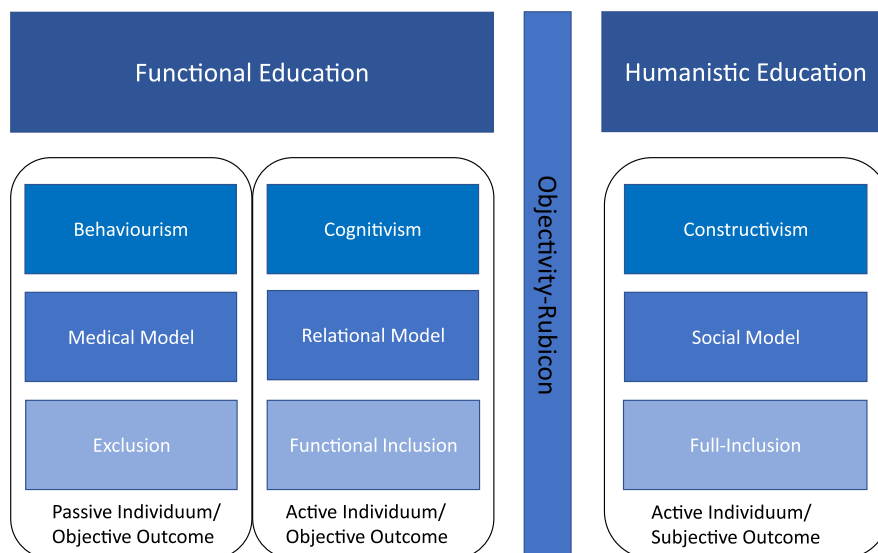 Functional Education
Humanistic Education
Objectivity-Rubicon
Behaviourism
Medical Model
Exclusion
Passive Individuum/
Objective Outcome
Cognitivism
Relational Model
Functional Inclusion
Active Individuum/
Objective Outcome
Constructivism
Social Model
Full-Inclusion
Active Individuum/
Subjective Outcome